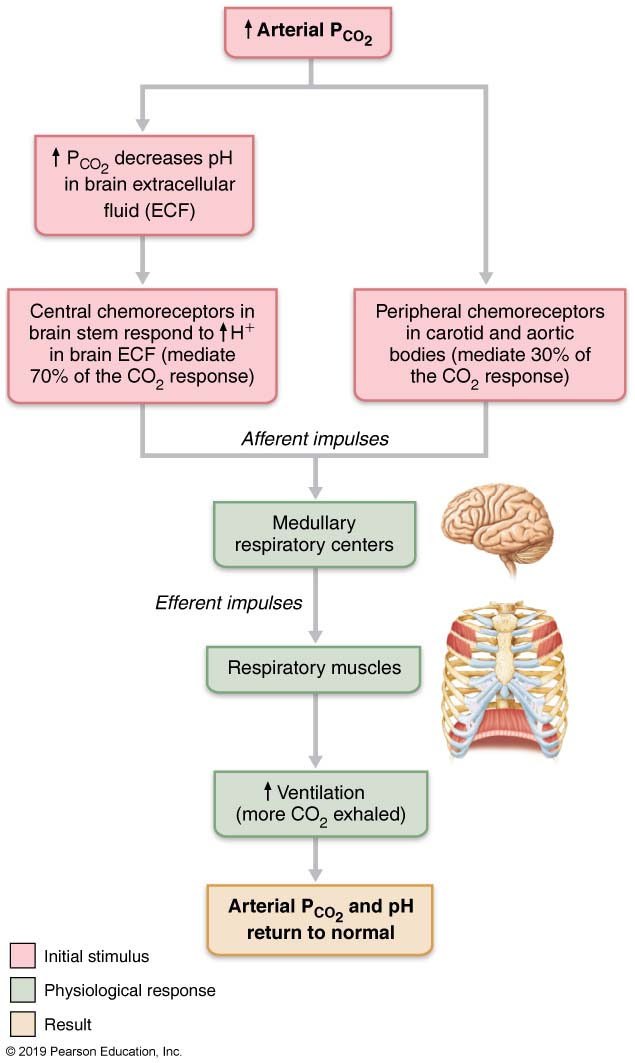 ↑ Arterial PCO2
↑ PCO2 decreases pH
in brain extracellular
fluid (ECF)
Central chemoreceptors in
brain stem respond to ↑H+
in brain ECF (mediate
70% of the CO2 response)
Peripheral chemoreceptors
in carotid and aortic
bodies (mediate 30% of
the CO2 response)
Afferent impulses
Medullary
respiratory centers
Efferent impulses
Respiratory muscles
↑ Ventilation
(more CO2 exhaled)
Arterial PCO2 and pH
return to normal
Initial stimulus
Physiological response
Result
© 2019 Pearson Education, Inc.